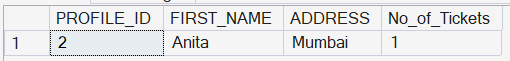 PROFILE_ID FIRST_NAME ADDRESS No_of_Tickets
1 2 Anita Mumbai 1